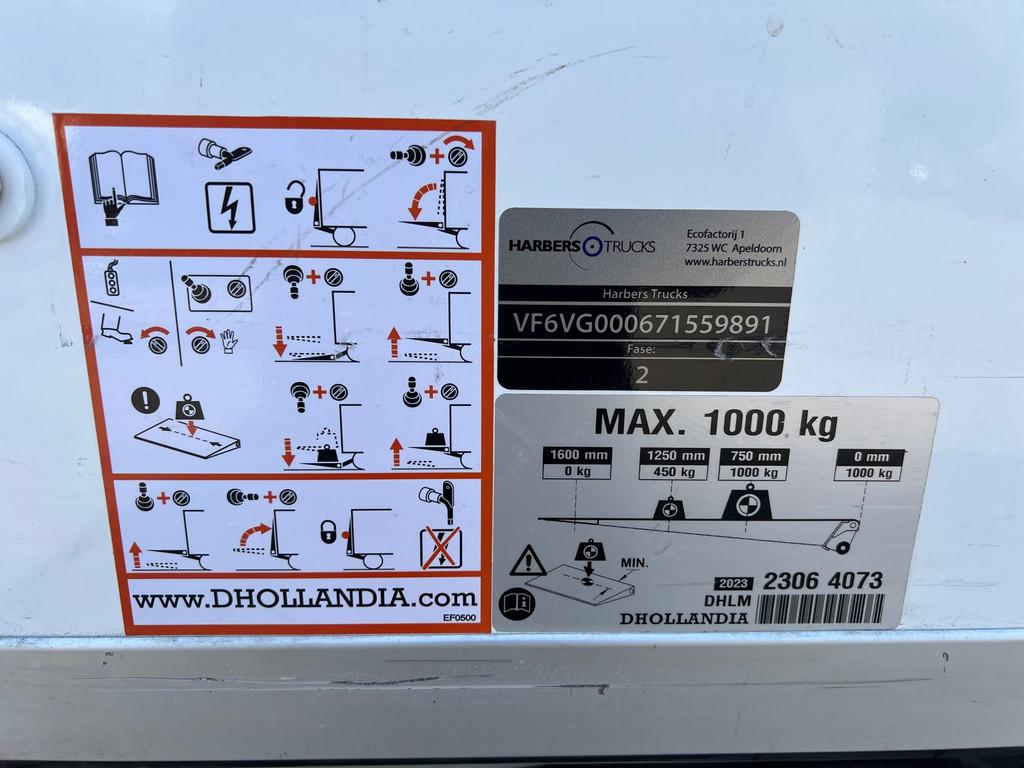 www.DHOLLANDIA.com
EF0500
HARBERS TRUCKS
Ecofactorij 1
7325 WC Apeldoorn
www.harberstrucks.nl
Harbers Trucks
VF6VG000671559891
Fase:
2
MAX. 1000 kg
1600 mm 1250 mm 750 mm 0 mm
0 kg 450 kg 1000 kg 1000 kg
MIN.
2023 2306 4073
DHLM
DHOLLANDIA